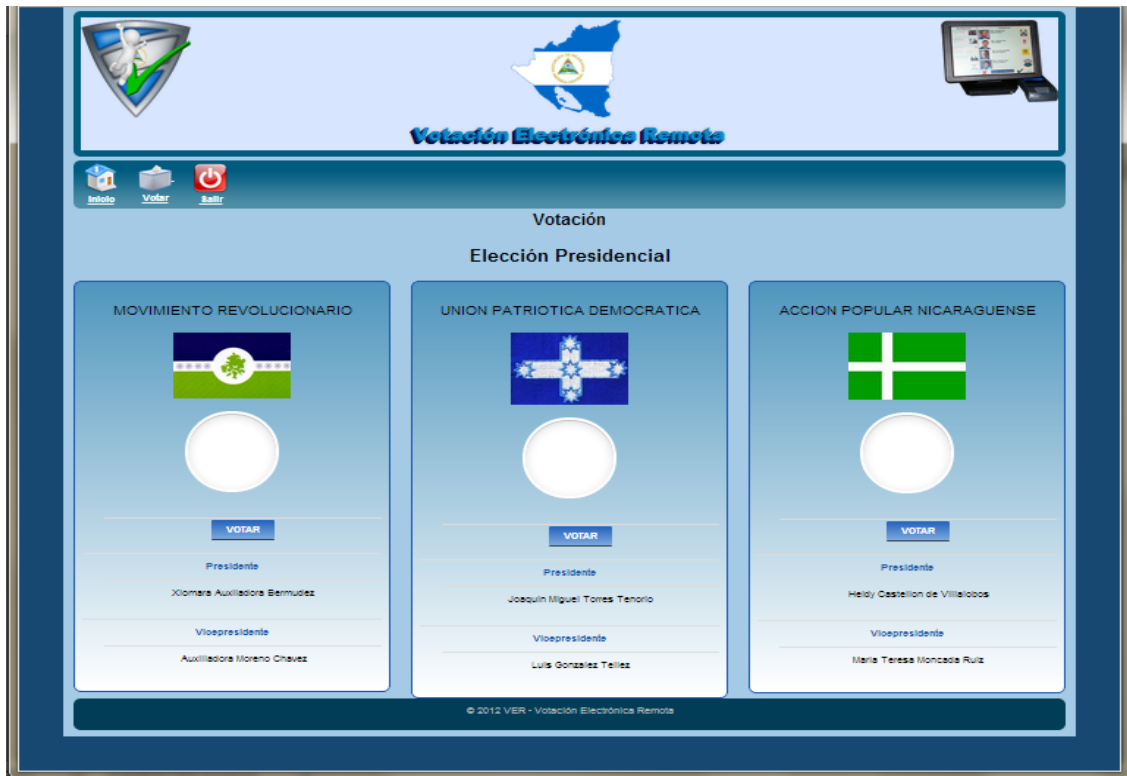 Votación Electrónica Remota
Inicio Votar Salir
Votación
Elección Presidencial
MOVIMIENTO REVOLUCIONARIO
VOTAR
Presidente
Xiomara Auxiliadora Bermudez
Vicepresidente
Auxilliadora Moreno Chavez
UNION PATRIOTICA DEMOCRATICA
VOTAR
Presidente
Joaquin Miguel Torres Tenorio
Vicepresidente
Luis Gonzalez Tellez
ACCION POPULAR NICARAGUENSE
VOTAR
Presidente
Heidy Castellon de Villalobos
Vicepresidente
Maria Teresa Moncada Ruiz
© 2012 VER - Votación Electrónica Remota